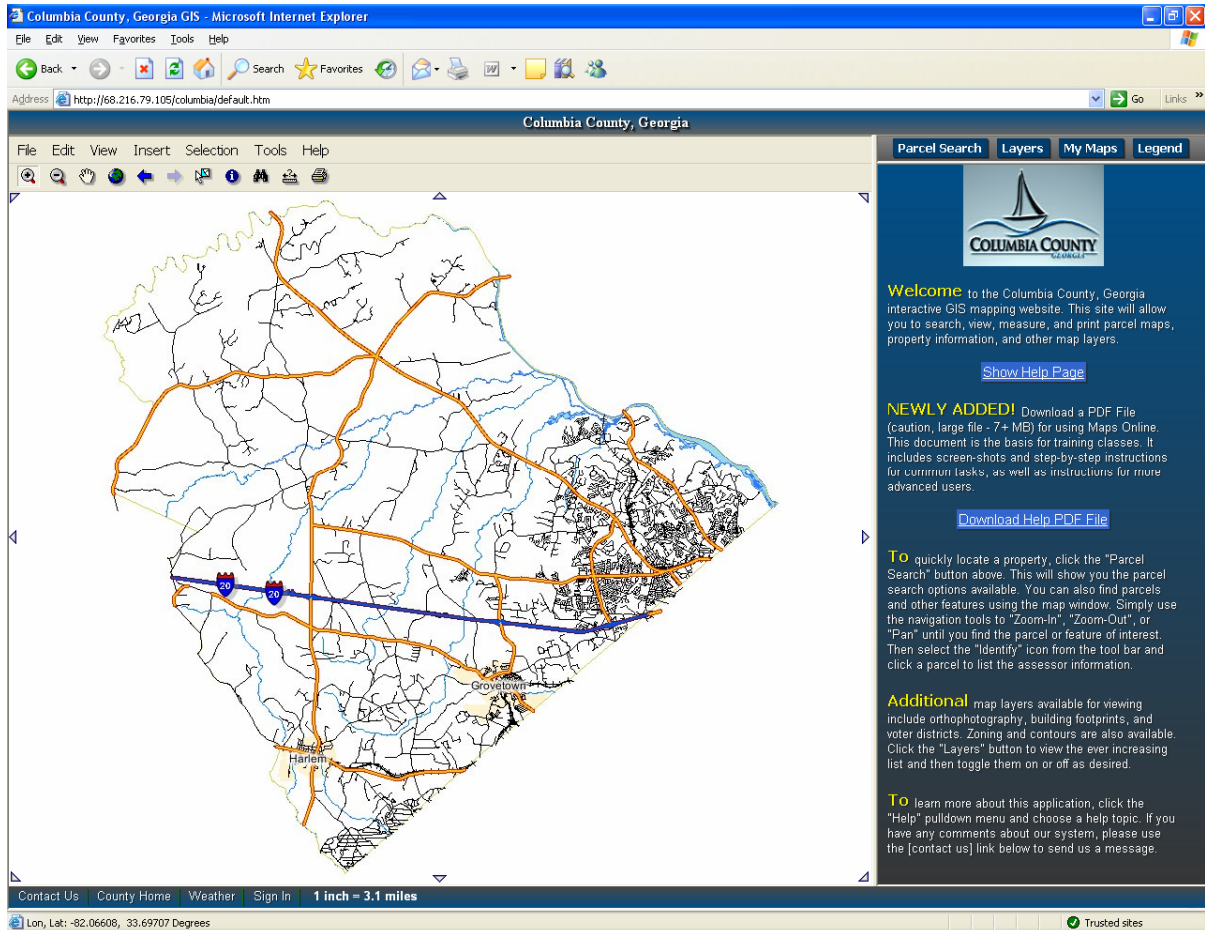 Columbia County, Georgia GIS - Microsoft Internet Explorer
File Edit View Favorites Tools Help
Back Search Favorites
Address http://68.216.79.105/columbia/default.htm Go Links »
Columbia County, Georgia
File Edit View Insert Selection Tools Help
Parcel Search Layers My Maps Legend
COLUMBIA COUNTY
GEORGIA
Welcome to the Columbia County, Georgia
interactive GIS mapping website. This site will allow
you to search, view, measure, and print parcel maps,
property information, and other map layers.
Show Help Page
NEWLY ADDED! Download a PDF File
(caution, large file - 7+ MB) for using Maps Online.
This document is the basis for training classes. It
includes screen-shots and step-by-step instructions
for common tasks, as well as instructions for more
advanced users.
Download Help PDF File
To quickly locate a property, click the "Parcel
Search" button above. This will show you the parcel
search options available. You can also find parcels
and other features using the map window. Simply use
the navigation tools to "Zoom-In", "Zoom-Out", or
"Pan" until you find the parcel or feature of interest.
Then select the "Identify" icon from the tool bar and
click a parcel to list the assessor information.
Additional map layers available for viewing
include orthophotography, building footprints, and
voter districts. Zoning and contours are also available.
Click the "Layers" button to view the ever increasing
list and then toggle them on or off as desired.
To learn more about this application, click the
"Help" pulldown menu and choose a help topic. If you
have any comments about our system, please use
the [contact us] link below to send us a message.
20
20
Grovetown
Harlem
Contact Us County Home Weather Sign In 1 inch = 3.1 miles
Lon, Lat: -82.06608, 33.69707 Degrees Trusted sites